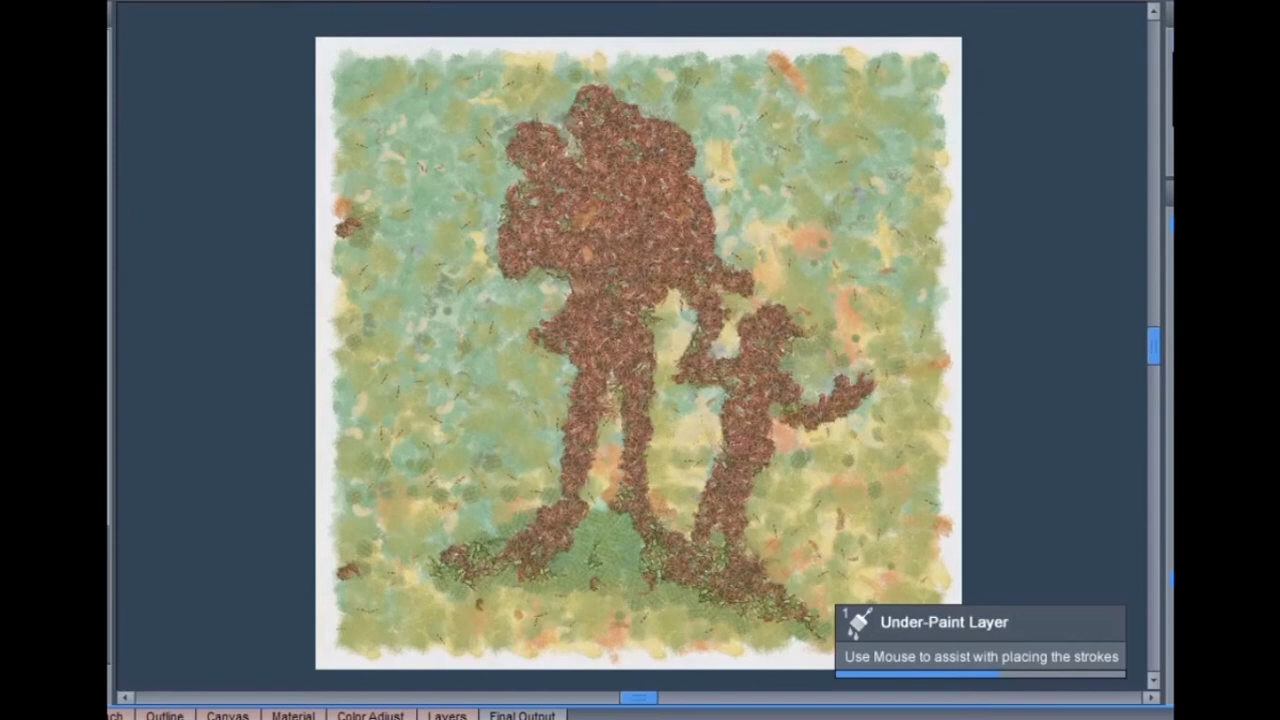 1
Under-Paint Layer
Use Mouse to assist with placing the strokes
Outline Canvas Material Color Adjust Layers Final Output